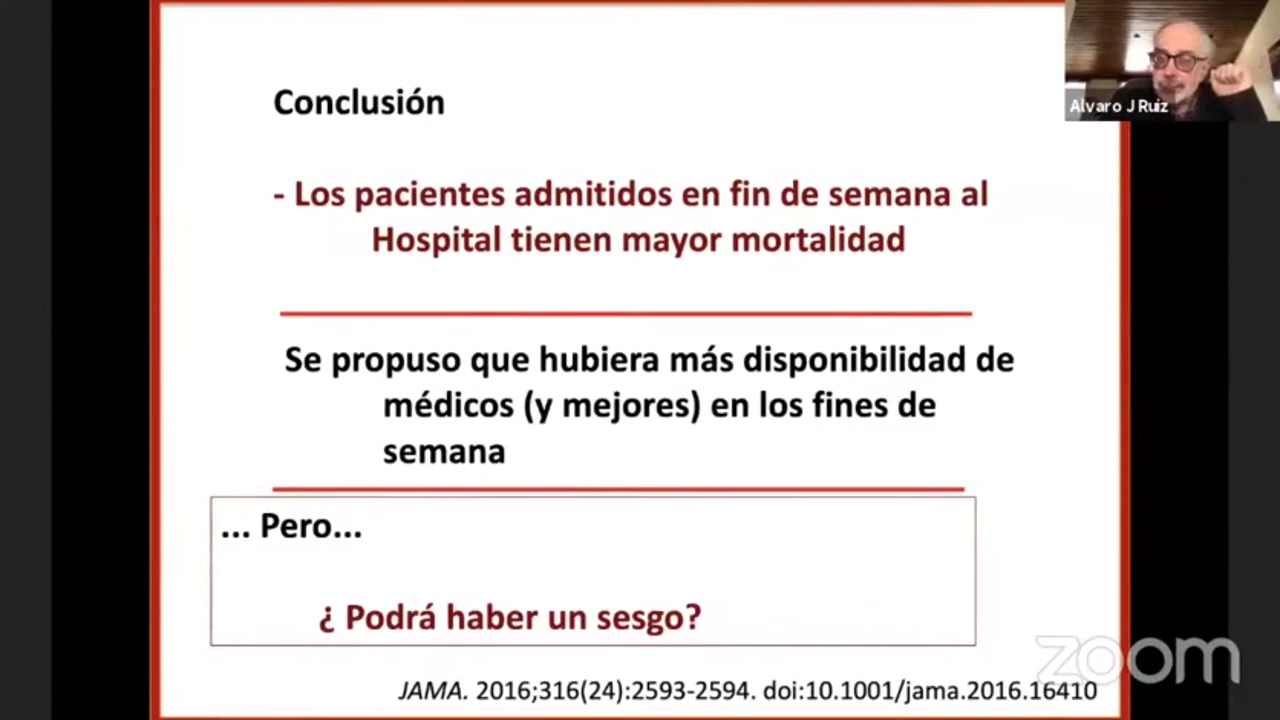 Conclusión
- Los pacientes admitidos en fin de semana al
Hospital tienen mayor mortalidad
Se propuso que hubiera más disponibilidad de
médicos (y mejores) en los fines de
semana
... Pero...
¿ Podrá haber un sesgo?
JAMA. 2016;316(24):2593-2594. doi:10.1001/jama.2016.16410
Alvaro J Ruiz
zoom